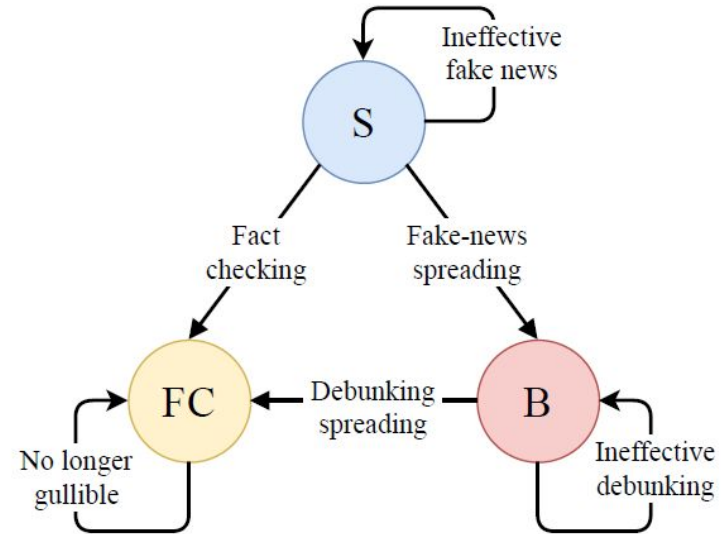 Ineffective
fake news
S
Fact
checking
Fake-news
spreading
FC
Debunking
spreading
B
No longer
gullible
Ineffective
debunking